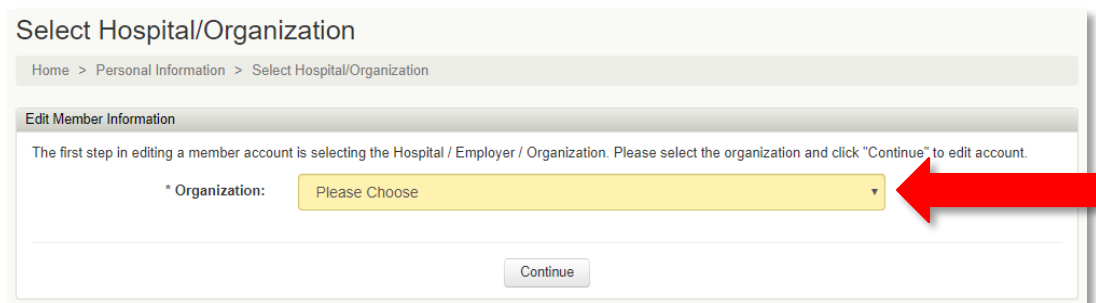 Select Hospital/Organization
Home > Personal Information > Select Hospital/Organization
Edit Member Information
The first step in editing a member account is selecting the Hospital / Employer / Organization. Please select the organization and click "Continue" to edit account.
* Organization: Please Choose
Continue